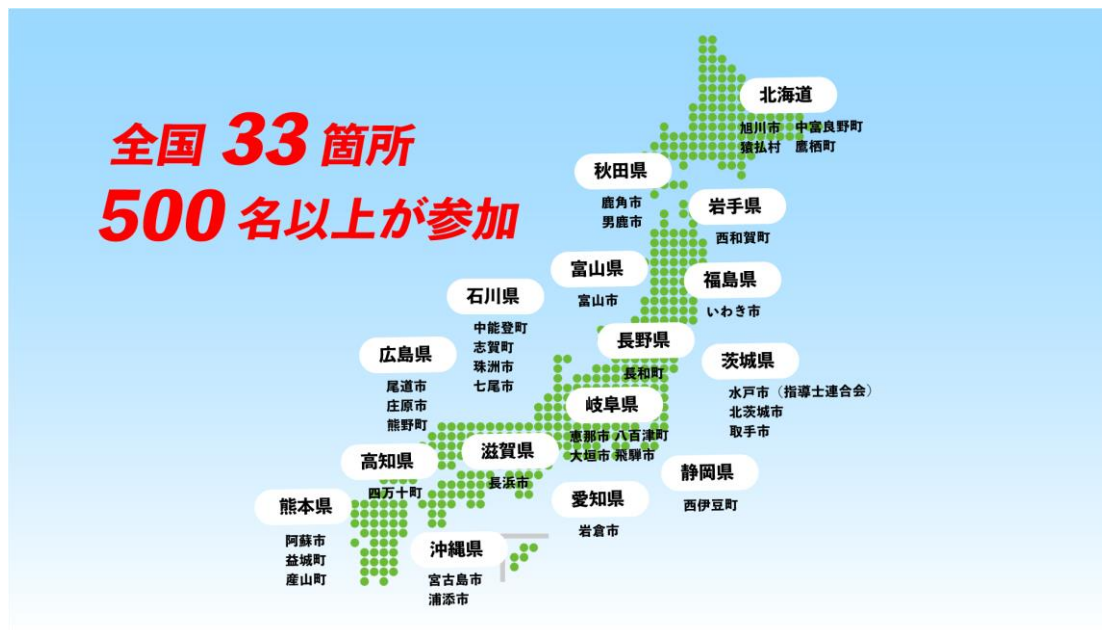 全国 33 箇所
500 名以上が参加
北海道
旭川市 中富良野町
猿払村 鷹栖町
秋田県
鹿角市
男鹿市
岩手県
西和賀町
富山県
富山市
福島県
いわき市
石川県
中能登町
志賀町
珠洲市
七尾市
長野県
長和町
広島県
尾道市
庄原市
熊野町
茨城県
水戸市（指導士連合会）
北茨城市
取手市
岐阜県
恵那市 八百津町
大垣市 飛騨市
滋賀県
長浜市
高知県
四万十町
静岡県
西伊豆町
愛知県
岩倉市
熊本県
阿蘇市
益城町
産山町
沖縄県
宮古島市
浦添市